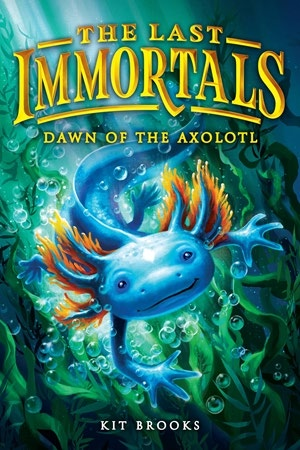 THE LAST
IMMORTALS
DAWN OF THE AXOLOTL
KIT BROOKS